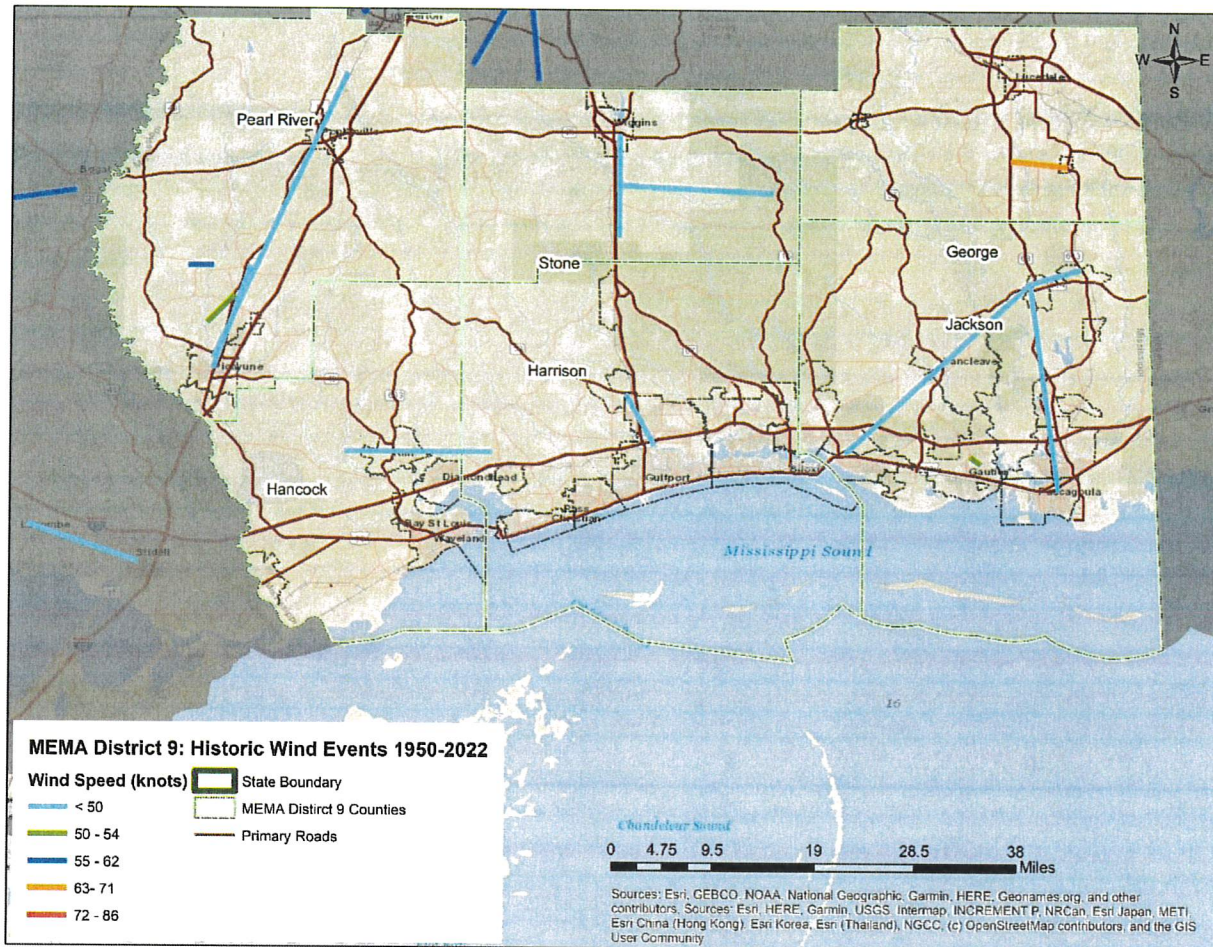 N
W E
S
Lucedale
Pearl River
Wiggins
Stone
George
Jackson
Vancleave
Harrison
Hancock
Diamondhead
Gulfport
Biloxi
Gautier
Pascagoula
Pass
Christian
Bay St Louis
Waveland
Slidell
Mississippi
Mississippi Sound
16
Chandeleur Sound
MEMA District 9: Historic Wind Events 1950-2022
Wind Speed (knots)
< 50
50 - 54
55 - 62
63- 71
72 - 86
State Boundary
MEMA Distirct 9 Counties
Primary Roads
0 4.75 9.5 19 28.5 38
Miles
Sources: Esri, GEBCO, NOAA, National Geographic, Garmin, HERE, Geonames.org, and other
contributors, Sources: Esri, HERE, Garmin, USGS, Intermap, INCREMENT P, NRCan, Esri Japan, METI,
Esri China (Hong Kong), Esri Korea, Esri (Thailand), NGCC, (c) OpenStreetMap contributors, and the GIS
User Community